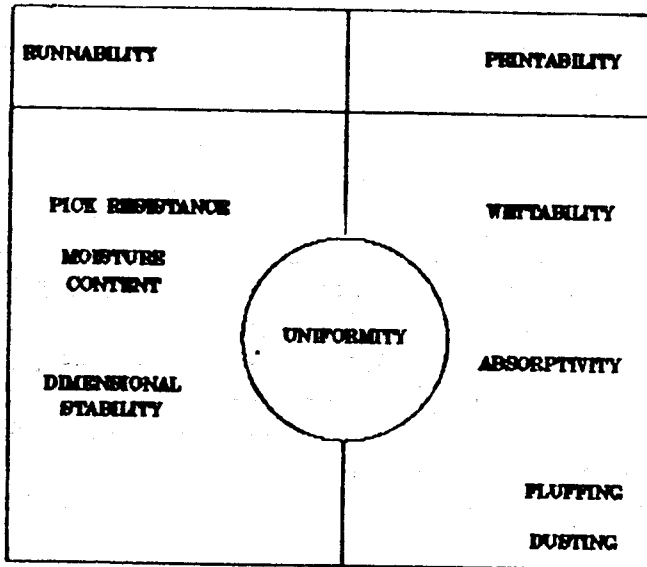 RUNNABILITY
PRINTABILITY
PICK RESISTANCE
MOISTURE
CONTENT
DIMENSIONAL
STABILITY
UNIFORMITY
WETTABILITY
ABSORPTIVITY
FLUFFING
DUSTING